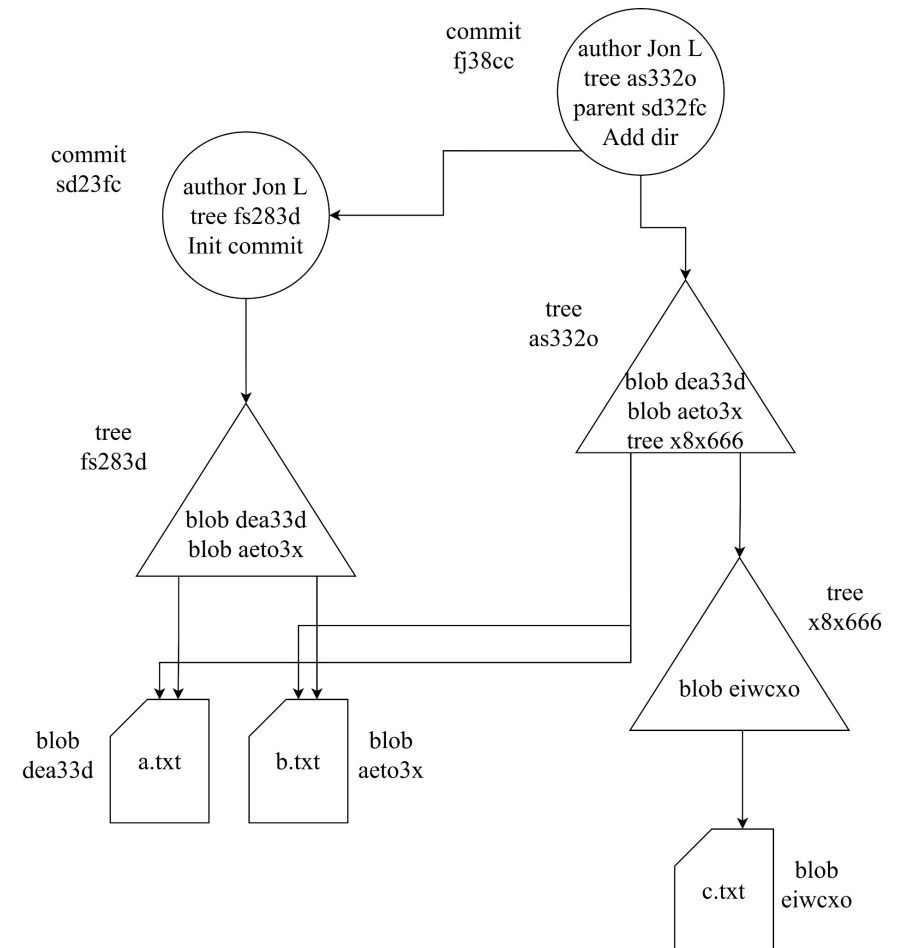 commit
fj38cc
author Jon L
tree as332o
parent sd32fc
Add dir
commit
sd23fc
author Jon L
tree fs283d
Init commit
tree
as332o
blob dea33d
blob aeto3x
tree x8x666
tree
fs283d
blob dea33d
blob aeto3x
tree
x8x666
blob eiwcxo
blob
dea33d
a.txt
b.txt
blob
aeto3x
c.txt
blob
eiwcxo